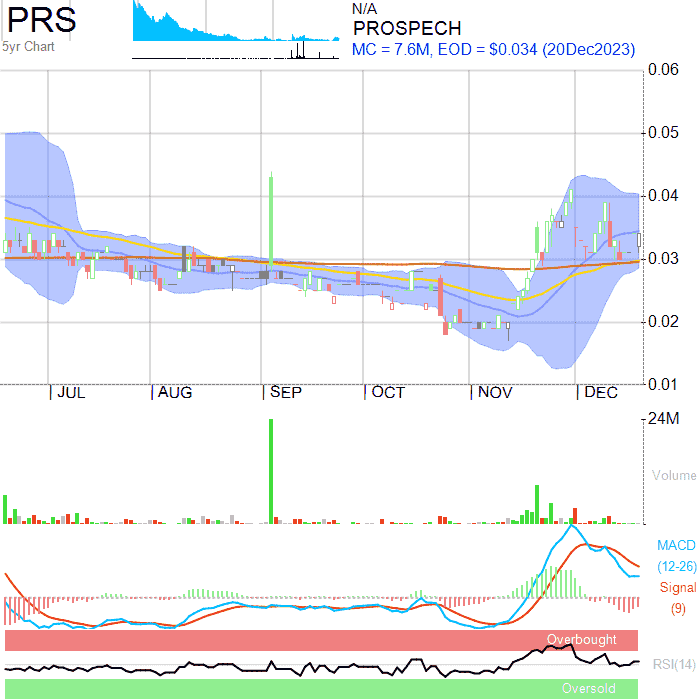 PRS
5yr Chart
N/A
PROSPECH
MC = 7.6M, EOD = $0.034 (20Dec2023)
0.06
0.05
0.04
0.03
0.02
0.01
JUL AUG SEP OCT NOV DEC
24M
Volume
MACD
(12-26)
Signal
(9)
Overbought
RSI(14)
Oversold